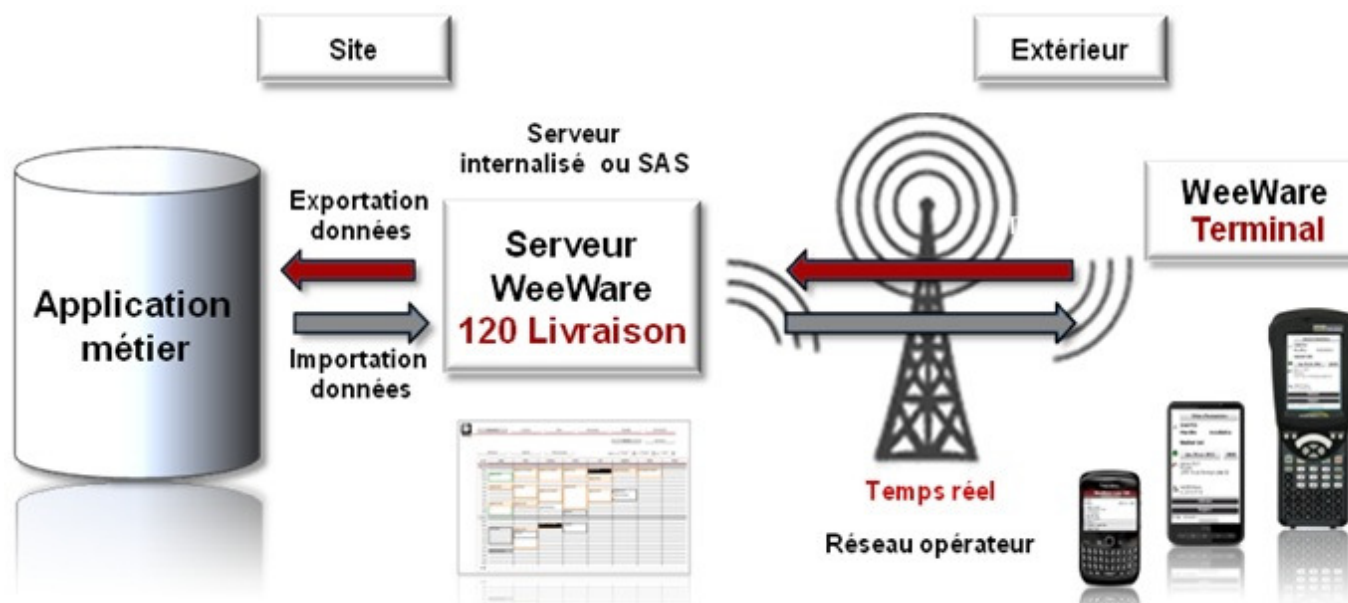 Site
Extérieur
Serveur
internalisé ou SAS
Exportation
données
Application
métier
Importation
données
Serveur
WeeWare
120 Livraison
WeeWare
Terminal
Temps réel
Réseau opérateur